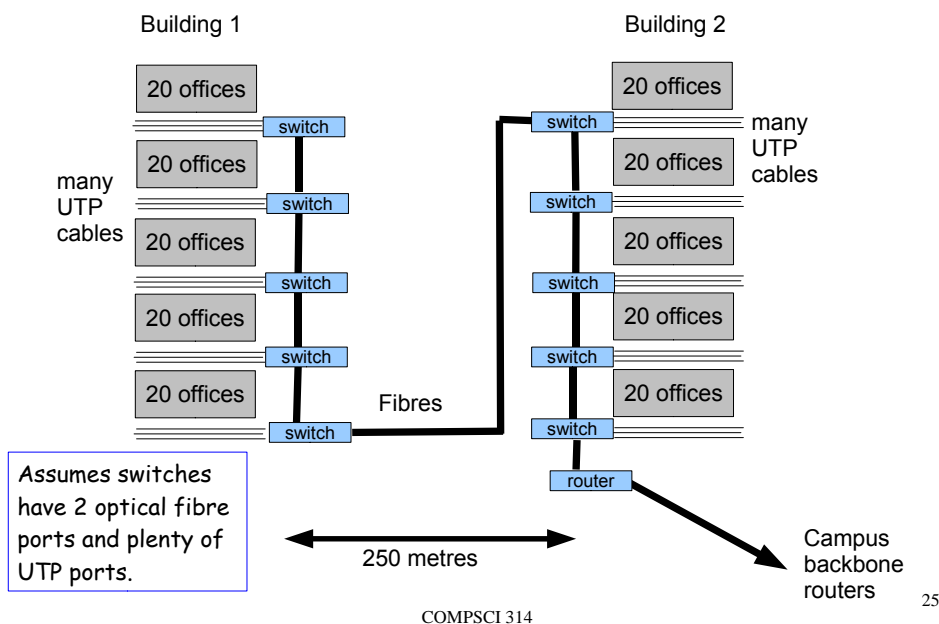 Building 1
Building 2
20 offices
20 offices
switch
switch
many
UTP
cables
many
UTP
cables
20 offices
20 offices
switch
switch
20 offices
20 offices
switch
switch
20 offices
20 offices
switch
switch
20 offices
20 offices
Fibres
switch
switch
Assumes switches
have 2 optical fibre
ports and plenty of
UTP ports.
router
250 metres
Campus
backbone
routers
COMPSCI 314
25